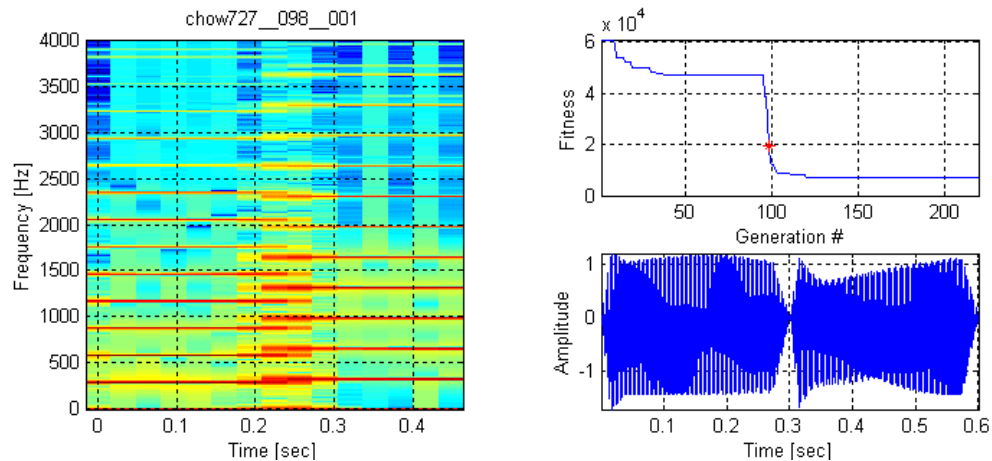 chow727__098__001
4000
3500
3000
2500
2000
1500
1000
500
0
Frequency [Hz]
0 0.1 0.2 0.3 0.4
Time [sec]
x 10^4
6
4
2
0
Fitness
50 100 150 200
Generation #
1
0
-1
Amplitude
0.1 0.2 0.3 0.4 0.5 0.6
Time [sec]